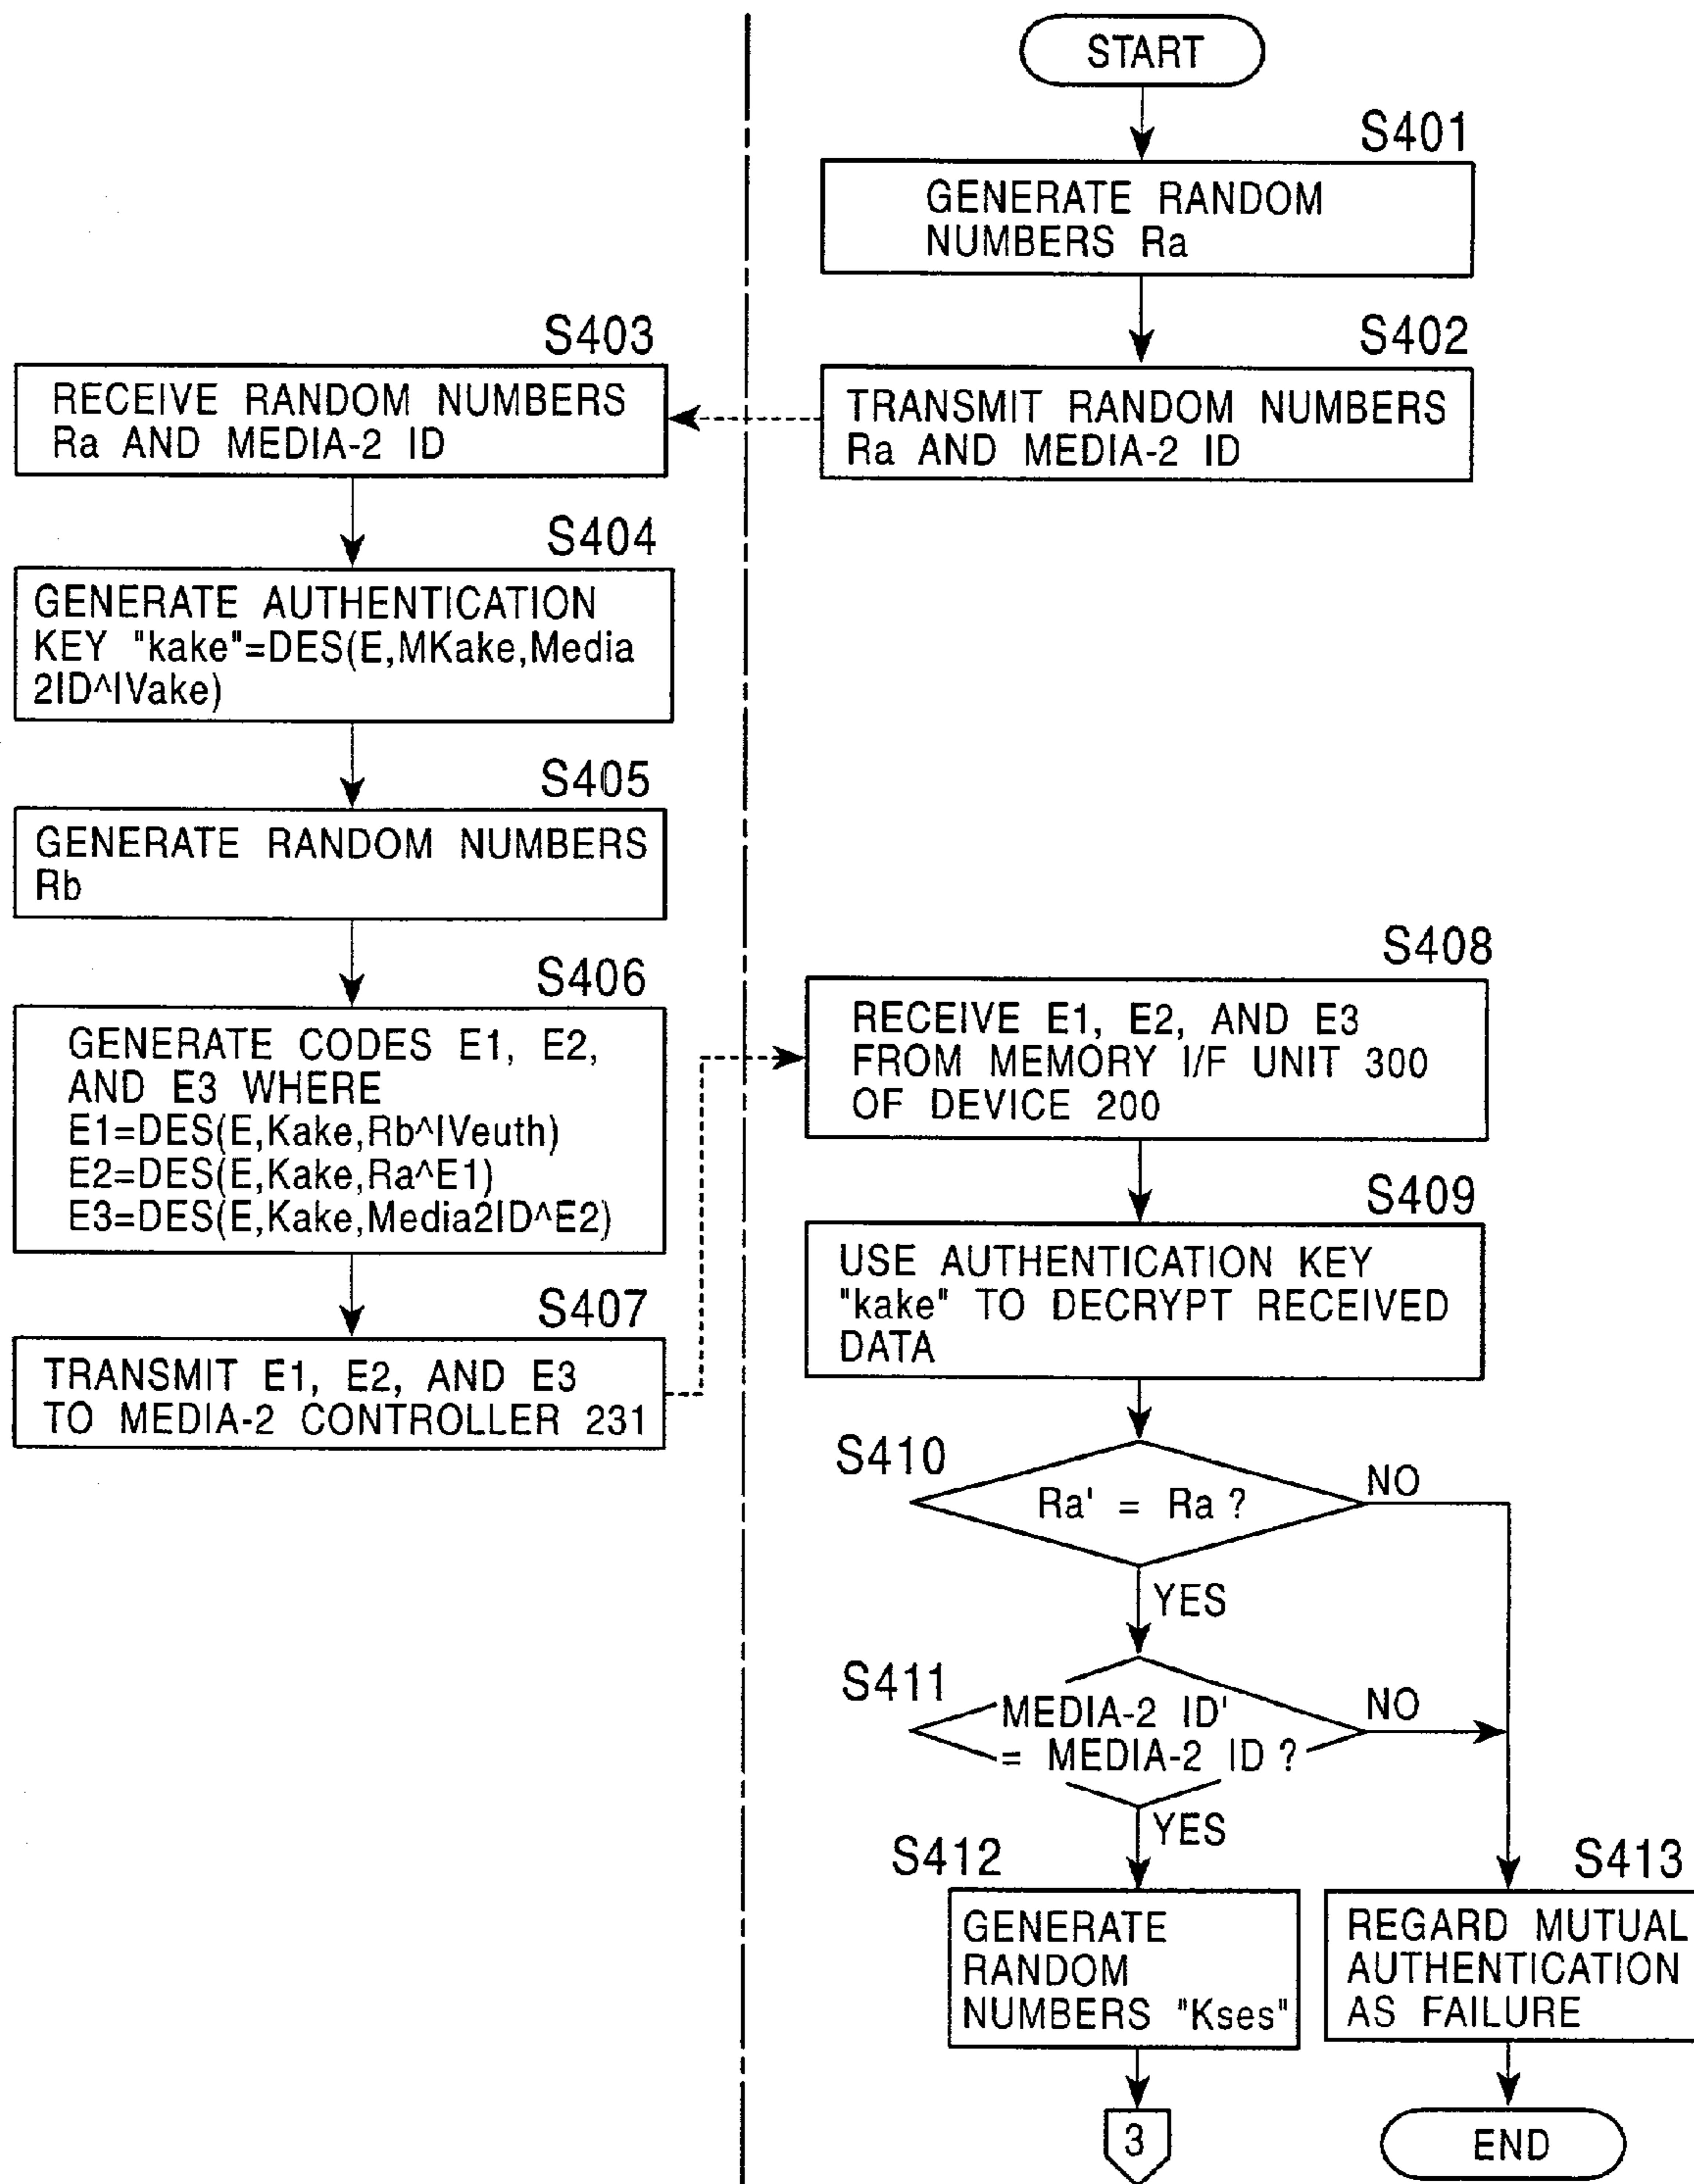 START
S401
GENERATE RANDOM
NUMBERS Ra
S402
TRANSMIT RANDOM NUMBERS
Ra AND MEDIA-2 ID
S403
RECEIVE RANDOM NUMBERS
Ra AND MEDIA-2 ID
S404
GENERATE AUTHENTICATION
KEY "kake"=DES(E,MKake,Media
2ID^IVake)
S405
GENERATE RANDOM NUMBERS
Rb
S406
GENERATE CODES E1, E2,
AND E3 WHERE
E1=DES(E,Kake,Rb^IVeuth)
E2=DES(E,Kake,Ra^E1)
E3=DES(E,Kake,Media2ID^E2)
S407
TRANSMIT E1, E2, AND E3
TO MEDIA-2 CONTROLLER 231
S408
RECEIVE E1, E2, AND E3
FROM MEMORY I/F UNIT 300
OF DEVICE 200
S409
USE AUTHENTICATION KEY
"kake" TO DECRYPT RECEIVED
DATA
S410
Ra' = Ra ?
NO
YES
S411
MEDIA-2 ID'
= MEDIA-2 ID ?
NO
YES
S412
GENERATE
RANDOM
NUMBERS "Kses"
3
S413
REGARD MUTUAL
AUTHENTICATION
AS FAILURE
END